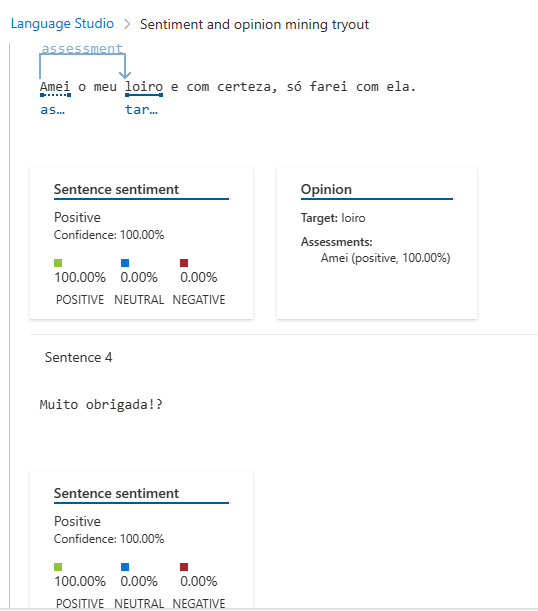 Language Studio > Sentiment and opinion mining tryout
assessment
Amei o meu loiro e com certeza, só farei com ela.
as... tar...
Sentence sentiment
Positive
Confidence: 100.00%
100.00% 0.00% 0.00%
POSITIVE NEUTRAL NEGATIVE
Opinion
Target: loiro
Assessments:
Amei (positive, 100.00%)
Sentence 4
Muito obrigada!?
Sentence sentiment
Positive
Confidence: 100.00%
100.00% 0.00% 0.00%
POSITIVE NEUTRAL NEGATIVE